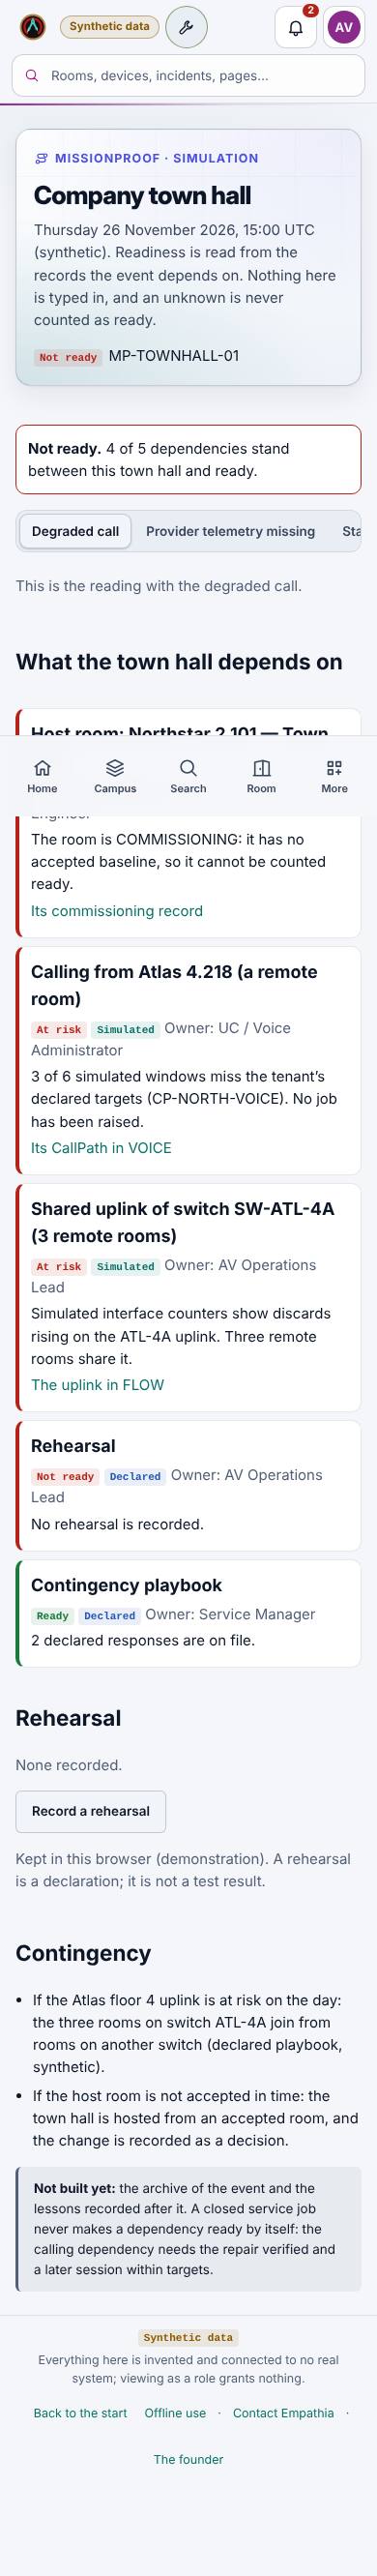 Synthetic data
2
AV
Rooms, devices, incidents, pages...
MISSIONPROOF · SIMULATION
Company town hall
Thursday 26 November 2026, 15:00 UTC
(synthetic). Readiness is read from the
records the event depends on. Nothing here
is typed in, and an unknown is never
counted as ready.
Not ready MP-TOWNHALL-01
Not ready. 4 of 5 dependencies stand
between this town hall and ready.
Degraded call Provider telemetry missing
This is the reading with the degraded call.
What the town hall depends on
Host room: Northstar 2.101 — Town
Home Campus Search Room More
The room is COMMISSIONING: it has no
accepted baseline, so it cannot be counted
ready.
Its commissioning record
Calling from Atlas 4.218 (a remote
room)
At risk Simulated Owner: UC / Voice
Administrator
3 of 6 simulated windows miss the tenant’s
declared targets (CP-NORTH-VOICE). No job
has been raised.
Its CallPath in VOICE
Shared uplink of switch SW-ATL-4A
(3 remote rooms)
At risk Simulated Owner: AV Operations
Lead
Simulated interface counters show discards
rising on the ATL-4A uplink. Three remote
rooms share it.
The uplink in FLOW
Rehearsal
Not ready Declared Owner: AV Operations
Lead
No rehearsal is recorded.
Contingency playbook
Ready Declared Owner: Service Manager
2 declared responses are on file.
Rehearsal
None recorded.
Record a rehearsal
Kept in this browser (demonstration). A rehearsal
is a declaration; it is not a test result.
Contingency
• If the Atlas floor 4 uplink is at risk on the day:
the three rooms on switch ATL-4A join from
rooms on another switch (declared playbook,
synthetic).
• If the host room is not accepted in time: the
town hall is hosted from an accepted room, and
the change is recorded as a decision.
Not built yet: the archive of the event and the
lessons recorded after it. A closed service job
never makes a dependency ready by itself: the
calling dependency needs the repair verified and
a later session within targets.
Synthetic data
Everything here is invented and connected to no real
system; viewing as a role grants nothing.
Back to the start Offline use · Contact Empathia ·
The founder